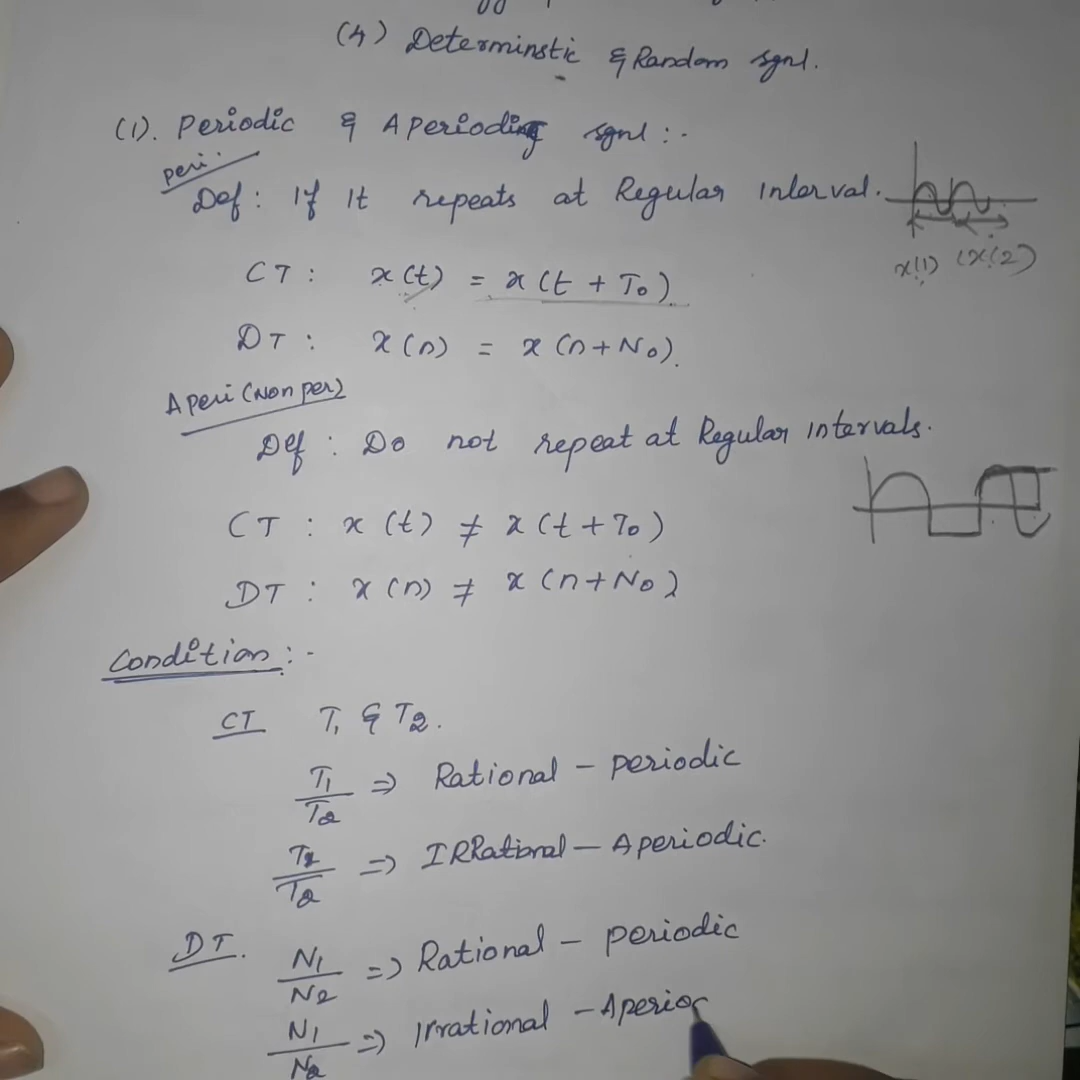 (4) Determinstic & Random sgnl.
(1). Periodic & Aperiodic sgnl :-
peri.
Def : If It repeats at Regular Interval.
x(1) (x(2)
CT : x(t) = x(t + T0)
DT : x(n) = x(n+N0).
Aperi (Non per)
Def : Do not repeat at Regular intervals.
CT : x(t) ≠ x(t+T0)
DT : x(n) ≠ x(n+N0)
Condition :-
CT T1 & T2.
T1/T2 => Rational - periodic
T1/T2 => IRRational - Aperiodic.
DT. N1/N2 => Rational - periodic
N1/N2 => Irrational - Aperioc